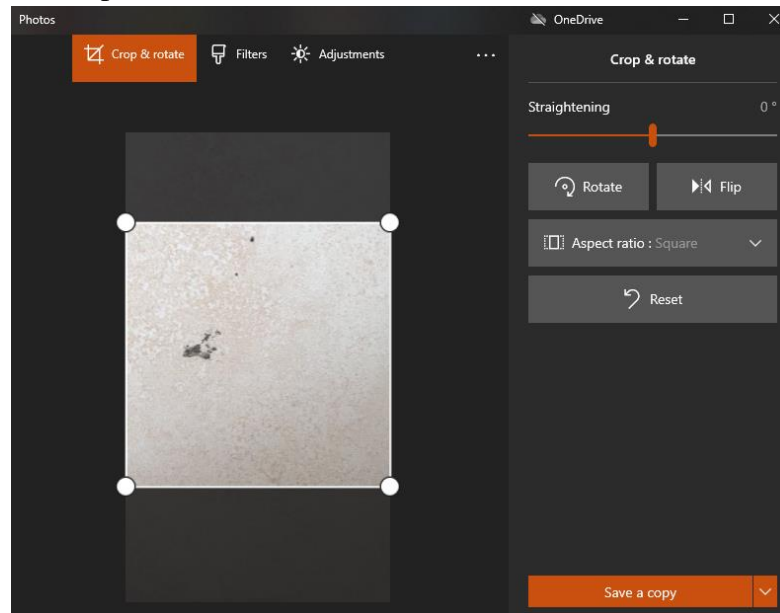 Photos
OneDrive
Crop & rotate
Filters
Adjustments
...
Crop & rotate
Straightening
0 °
Rotate
Flip
Aspect ratio : Square
Reset
Save a copy